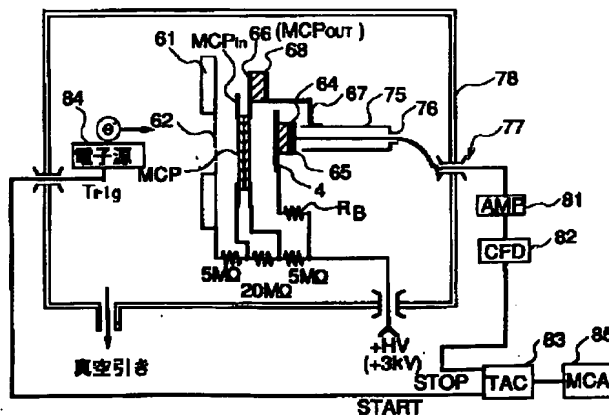 61
MCPin
66 (MCPOUT)
68
64
67
75
76
78
77
84
e⁻
62
電子源
Trig
MCP
65
4
RB
AMP
81
CFD
82
5MΩ
5MΩ
20MΩ
真空引き
+HV
(+3kV)
83
85
STOP
TAC
MCA
START